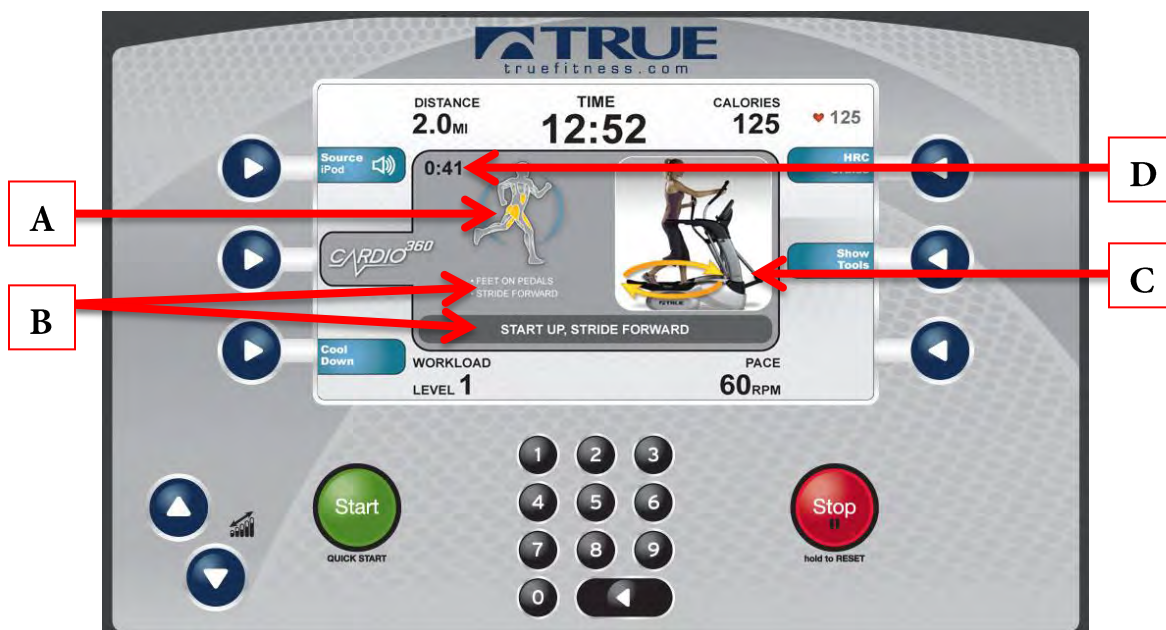 TRUE
truefitness.com
DISTANCE
2.0MI
TIME
12:52
CALORIES
125
125
Source
iPod
HRC
0:41
CARDIO360
• FEET ON PEDALS
• STRIDE FORWARD
TRUE
Show
Tools
START UP, STRIDE FORWARD
Cool
Down
WORKLOAD
LEVEL 1
PACE
60RPM
A
B
C
D
Start
QUICK START
1 2 3
4 5 6
7 8 9
0
Stop
hold to RESET